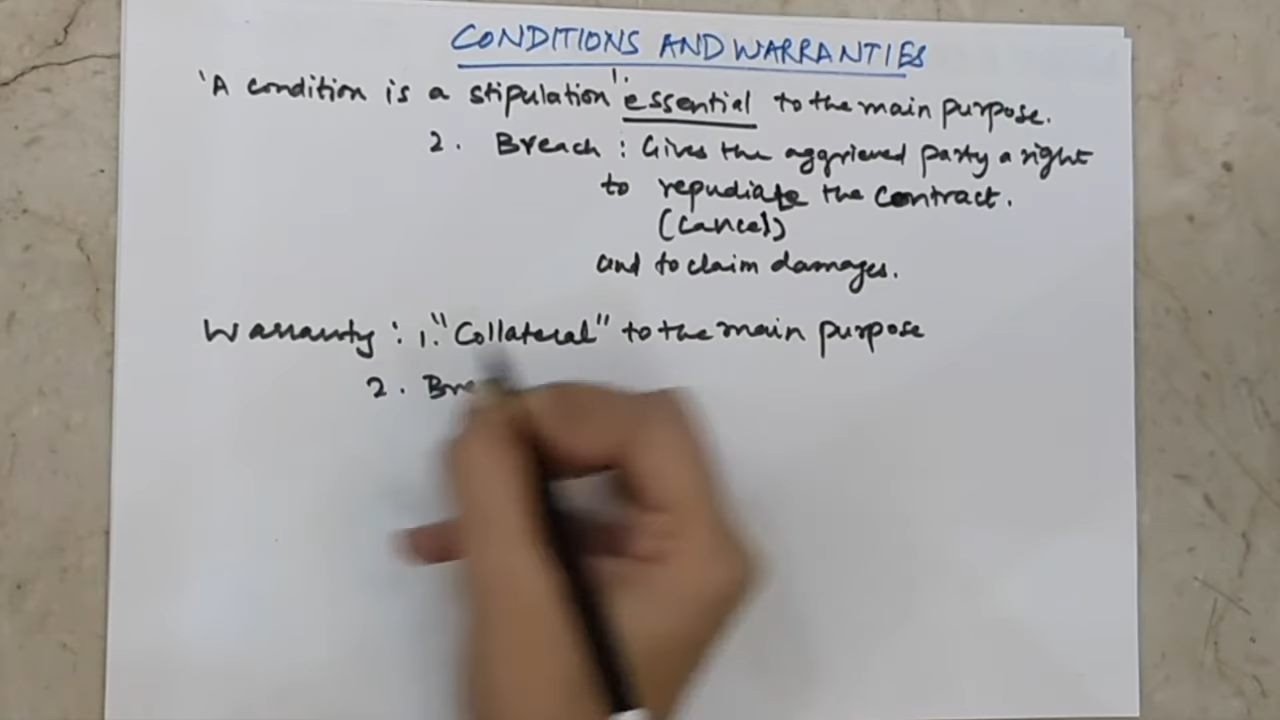 CONDITIONS AND WARRANTIES
'A condition is a stipulation 1. essential to the main purpose.
2. Breach : Gives the aggrieved party a right
to repudiate the contract.
(cancel)
and to claim damages.
Warranty : 1. "Collateral" to the main purpose
2. Bre